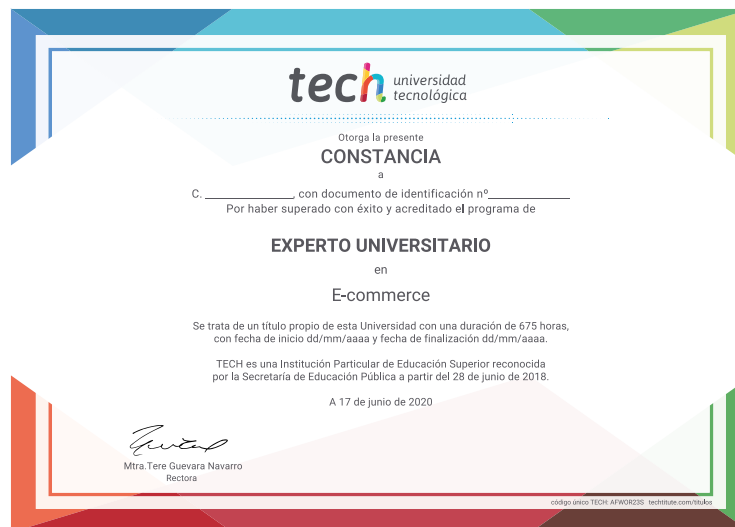 tech universidad
tecnológica
Otorga la presente
CONSTANCIA
a
C. ______________, con documento de identificación nº______________
Por haber superado con éxito y acreditado el programa de
EXPERTO UNIVERSITARIO
en
E-commerce
Se trata de un título propio de esta Universidad con una duración de 675 horas,
con fecha de inicio dd/mm/aaaa y fecha de finalización dd/mm/aaaa.
TECH es una Institución Particular de Educación Superior reconocida
por la Secretaría de Educación Pública a partir del 28 de junio de 2018.
A 17 de junio de 2020
Mtra.Tere Guevara Navarro
Rectora
código único TECH: AFWOR23S techtitute.com/titulos